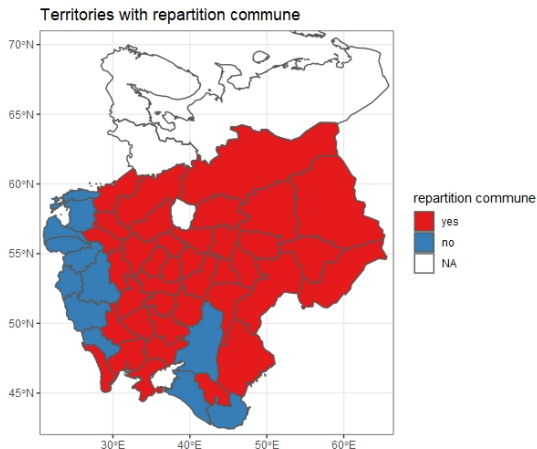 Territories with repartition commune
70°N
65°N
60°N
55°N
50°N
45°N
30°E 40°E 50°E 60°E
repartition commune
yes
no
NA